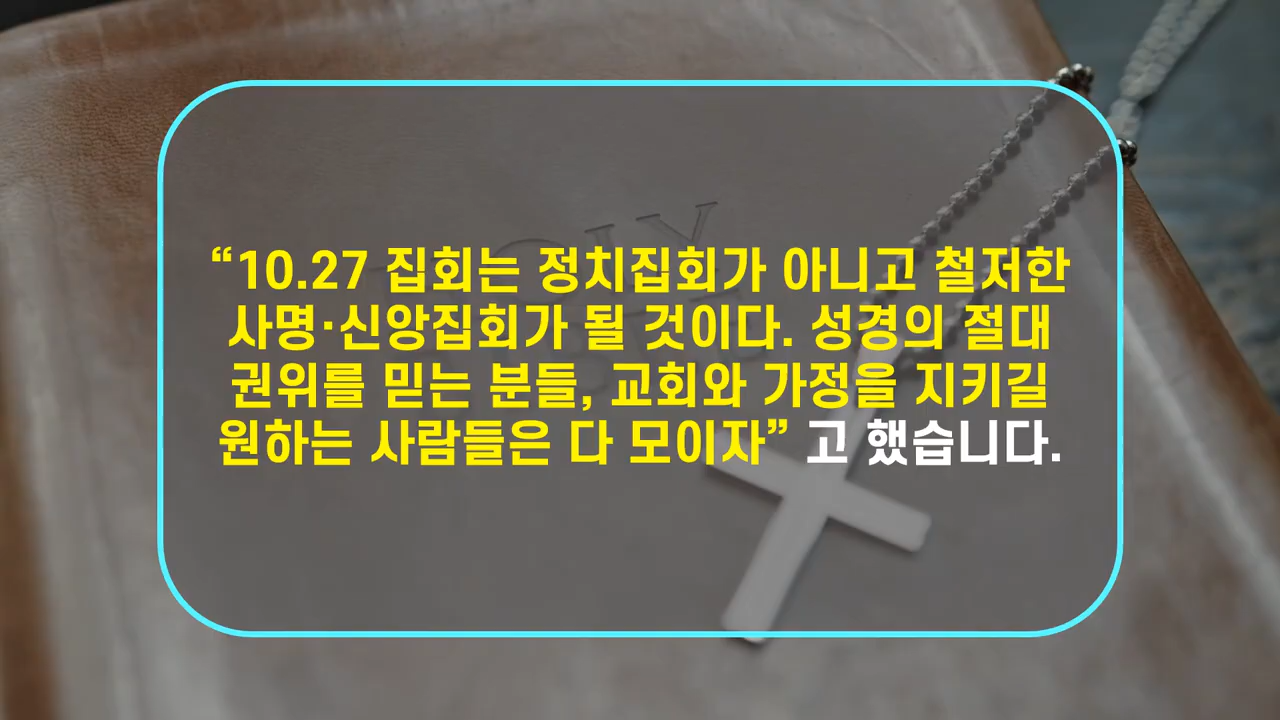 “10.27 집회는 정치집회가 아니고 철저한
사명·신앙집회가 될 것이다. 성경의 절대
권위를 믿는 분들, 교회와 가정을 지키길
원하는 사람들은 다 모이자” 고 했습니다.